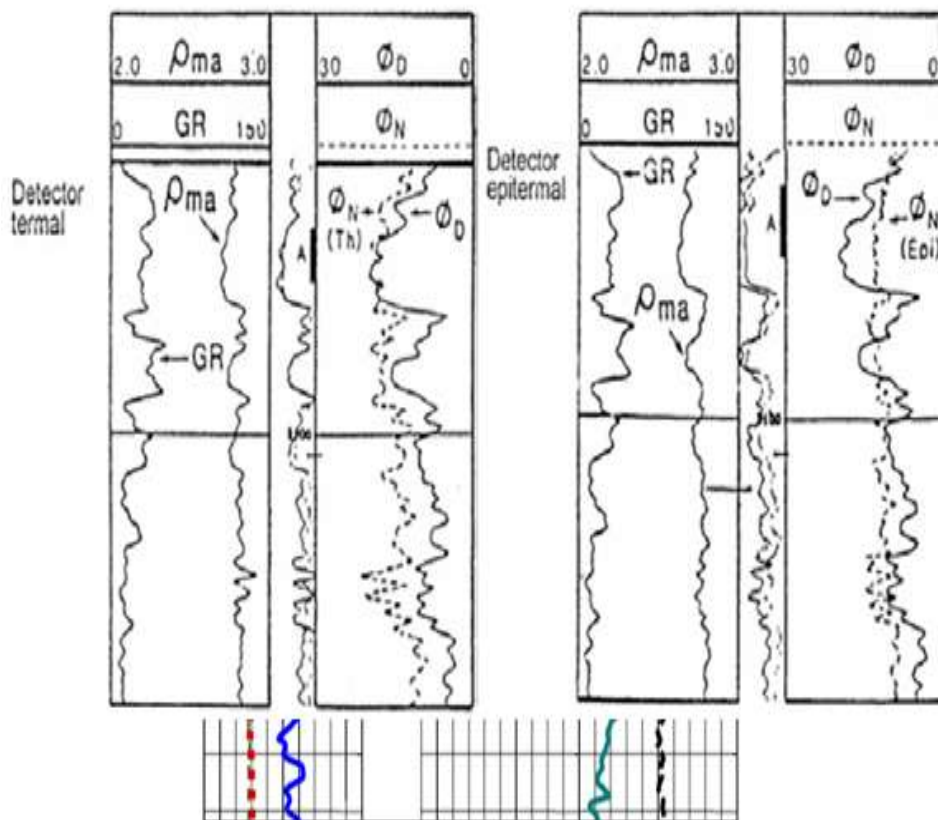 2.0 ρma 3.0
30 ØD 0
GR
0 150
ØN
Detector
termal
ρma
ØN
(Th)
ØD
A
GR
2.0 ρma 3.0
30 ØD 0
GR
0 150
ØN
Detector
epitermal
GR
ØD
ØN
(Epi)
A
ρma